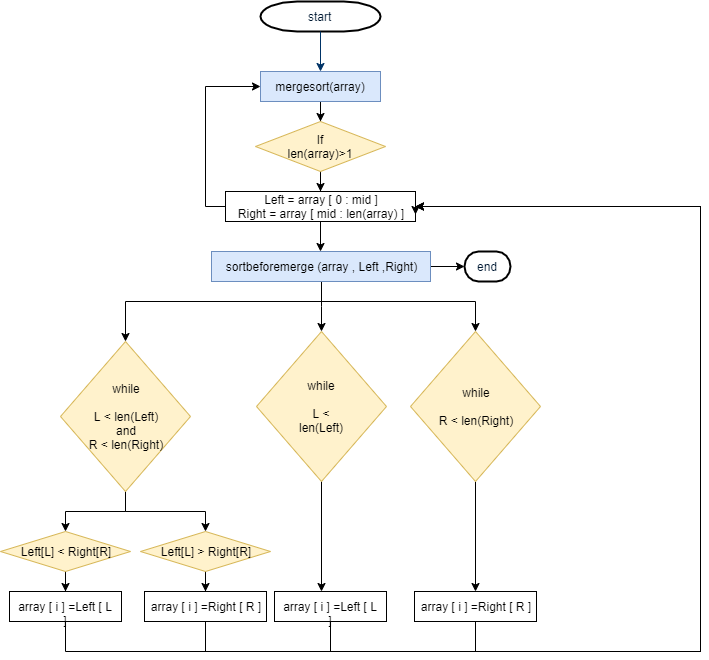 start
mergesort(array)
If
len(array)>1
Left = array [ 0 : mid ]
Right = array [ mid : len(array) ]
sortbeforemerge (array , Left ,Right)
end
while
L < len(Left)
and
R < len(Right)
while
L <
len(Left)
while
R < len(Right)
Left[L] < Right[R]
Left[L] > Right[R]
array [ i ] =Left [ L
]
array [ i ] =Right [ R ]
array [ i ] =Left [ L
]
array [ i ] =Right [ R ]